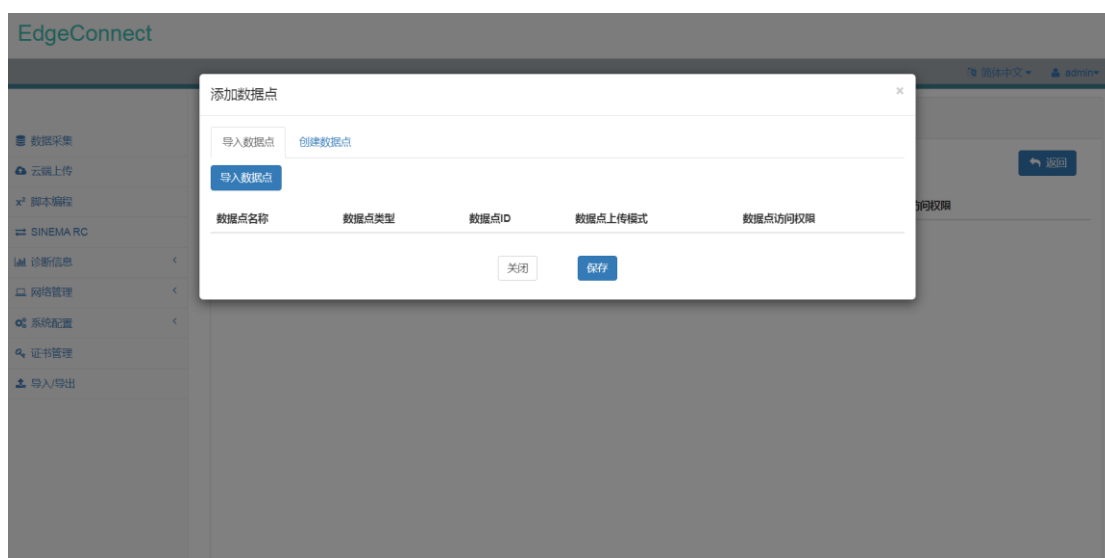 EdgeConnect
简体中文 admin
添加数据点 ×
导入数据点 创建数据点
导入数据点
数据点名称 数据点类型 数据点ID 数据点上传模式 数据点访问权限
关闭 保存
数据采集
云端上传
x² 脚本编程
SINEMA RC
诊断信息
网络管理
系统配置
证书管理
导入/导出
返回
访问权限